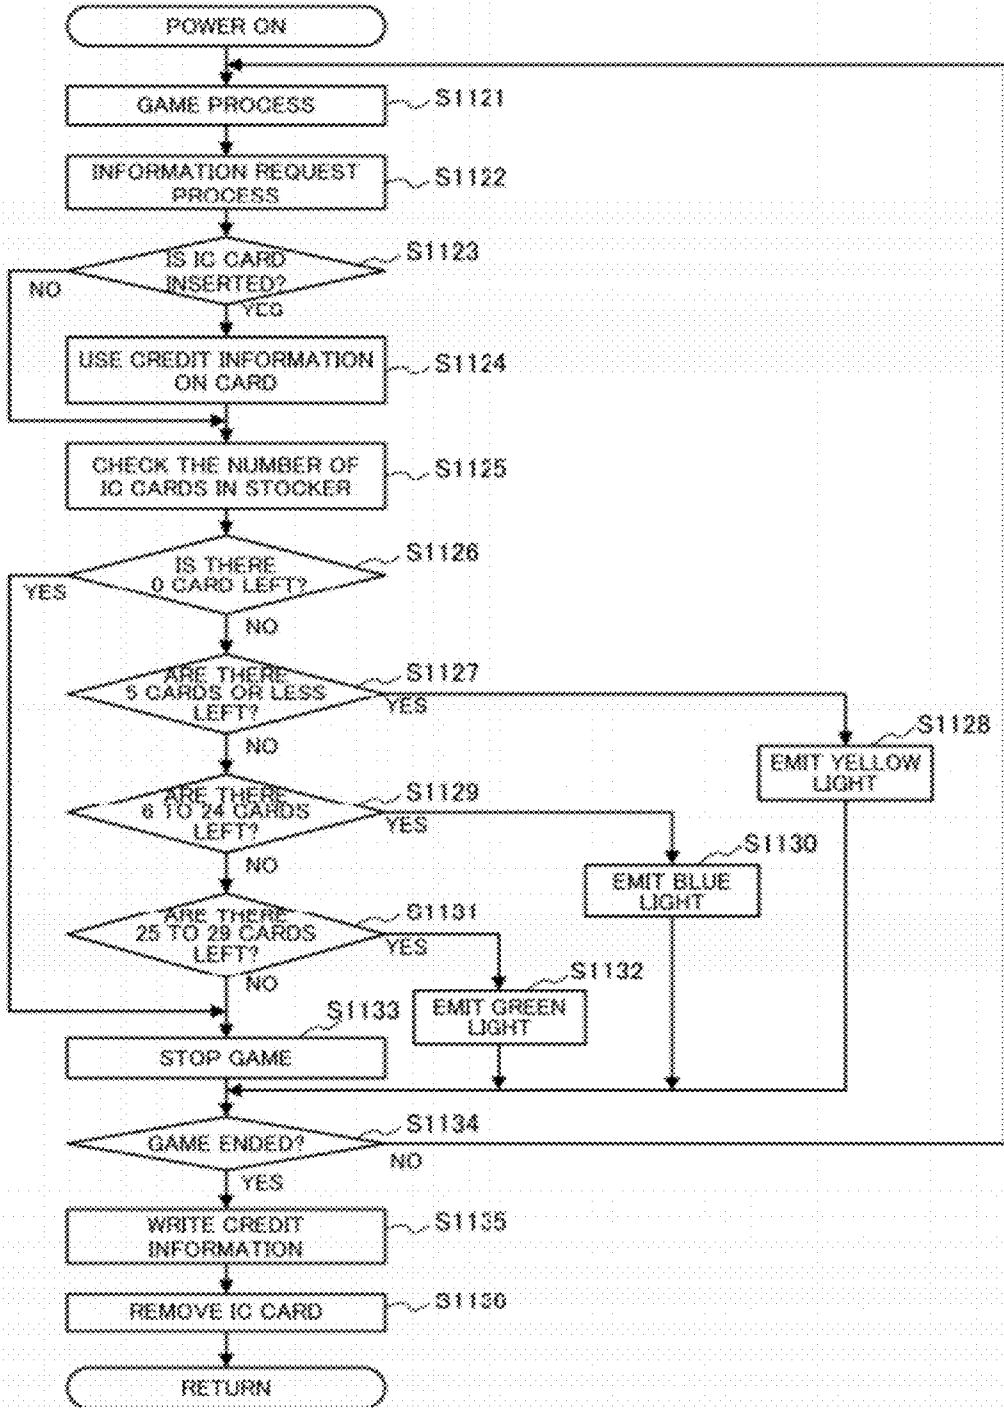 POWER ON
GAME PROCESS
S1121
INFORMATION REQUEST
PROCESS
S1122
IS IC CARD
INSERTED?
S1123
NO
YES
USE CREDIT INFORMATION
ON CARD
S1124
CHECK THE NUMBER OF
IC CARDS IN STOCKER
S1125
IS THERE
0 CARD LEFT?
S1126
YES
NO
ARE THERE
5 CARDS OR LESS
LEFT?
S1127
YES
NO
S1128
EMIT YELLOW
LIGHT
ARE THERE
6 TO 24 CARDS
LEFT?
S1129
YES
NO
S1130
EMIT BLUE
LIGHT
ARE THERE
25 TO 29 CARDS
LEFT?
S1131
YES
NO
S1132
EMIT GREEN
LIGHT
S1133
STOP GAME
GAME ENDED?
S1134
NO
YES
WRITE CREDIT
INFORMATION
S1135
REMOVE IC CARD
S1136
RETURN